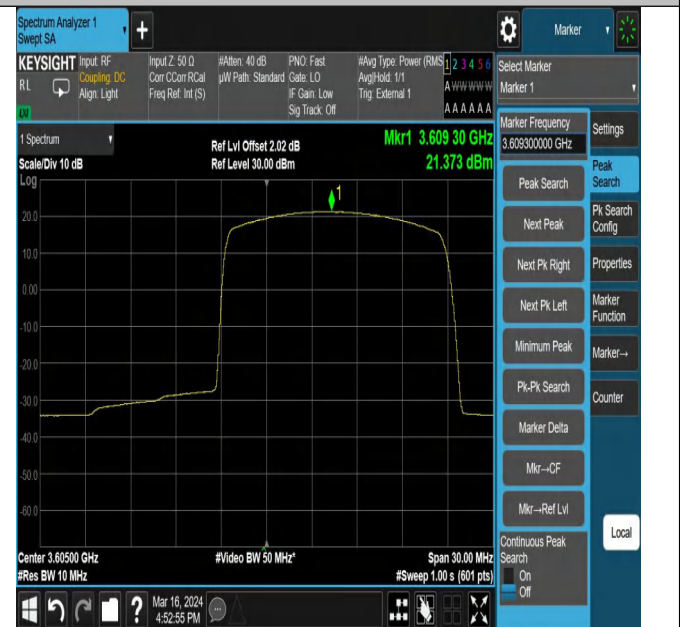 Spectrum Analyzer 1
Swept SA
+
Marker
KEYSIGHT
RL
Input: RF
Coupling: DC
Align: Light
Input Z: 50 Ω
Corr CCorr RCal
Freq Ref: Int (S)
#Atten: 40 dB
µW Path: Standard
PNO: Fast
Gate: LO
IF Gain: Low
Sig Track: Off
#Avg Type: Power (RMS
Avg|Hold: 1/1
Trig: External 1
1 2 3 4 5 6
A W W W W W
A A A A A A
Select Marker
Marker 1
1 Spectrum
Scale/Div 10 dB
Log
Ref Lvl Offset 2.02 dB
Ref Level 30.00 dBm
Mkr1 3.609 30 GHz
21.373 dBm
1
20.0
10.0
0.00
-10.0
-20.0
-30.0
-40.0
-50.0
-60.0
Center 3.60500 GHz
#Res BW 10 MHz
#Video BW 50 MHz*
Span 30.00 MHz
#Sweep 1.00 s (601 pts)
Marker Frequency
3.609300000 GHz
Peak Search
Next Peak
Next Pk Right
Next Pk Left
Minimum Peak
Pk-Pk Search
Marker Delta
Mkr→CF
Mkr→Ref Lvl
Continuous Peak
Search
On
Off
Settings
Peak
Search
Pk Search
Config
Properties
Marker
Function
Marker→
Counter
Local
?
Mar 16, 2024
4:52:55 PM